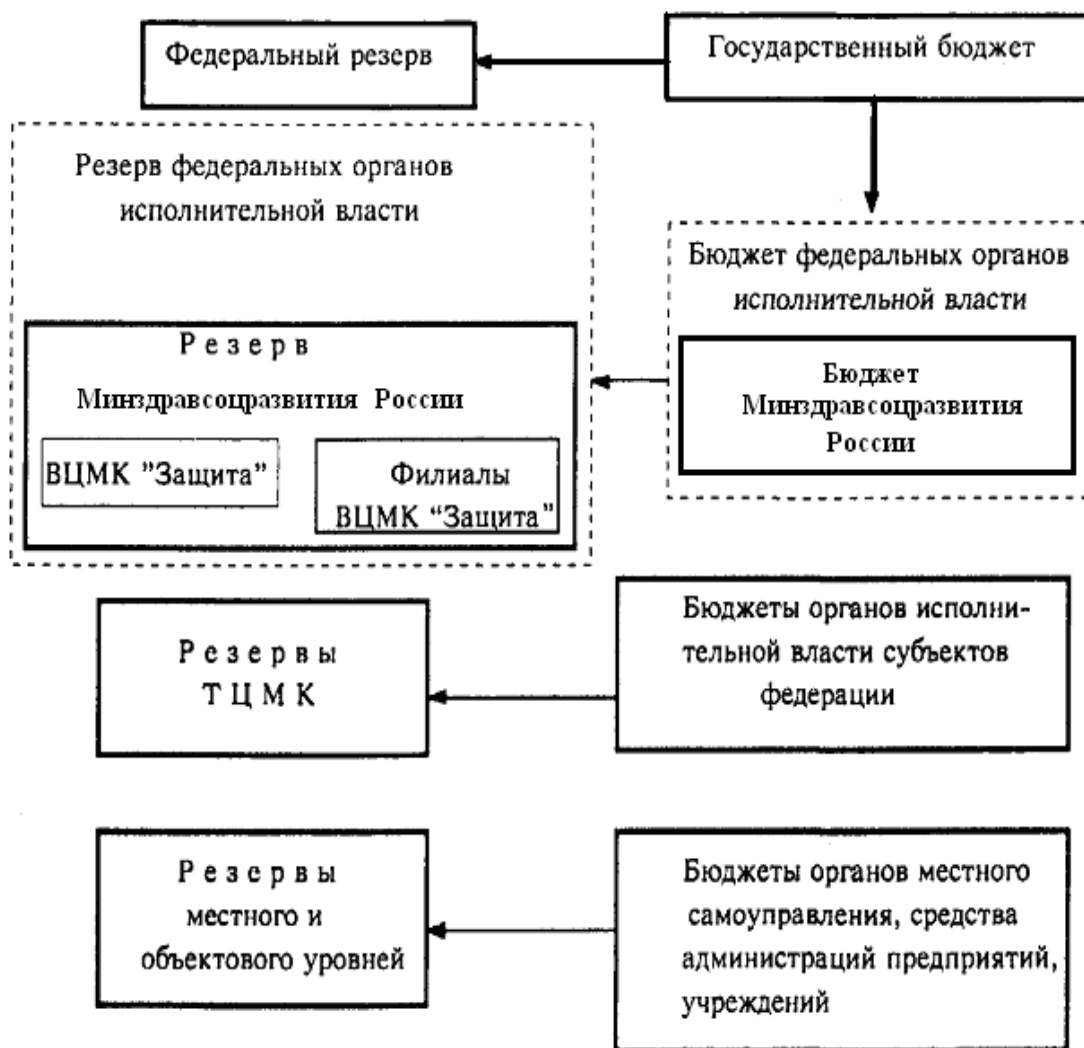 Федеральный резерв
Государственный бюджет
Резерв федеральных органов
исполнительной власти
Бюджет федеральных органов
исполнительной власти
Резерв
Минздравсоцразвития России
ВЦМК "Защита"
Филиалы
ВЦМК “Защита”
Бюджет
Минздравсоцразвития
России
Резервы
ТЦМК
Бюджеты органов исполни-
тельной власти субъектов
федерации
Резервы
местного и
объектового уровней
Бюджеты органов местного
самоуправления, средства
администраций предприятий,
учреждений